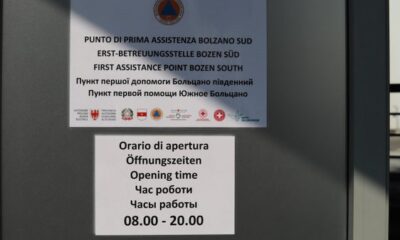 PUNTO DI PRIMA ASSISTENZA BOLZANO SUD
ERST-BETREUUNGSSTELLE BOZEN SÜD
FIRST ASSISTANCE POINT BOZEN SOUTH
Пункт першої допомоги Больцано південний
Пункт первой помощи Южное Больцано
Orario di apertura
Öffnungszeiten
Opening time
Час роботи
Часы работы
08.00 - 20.00